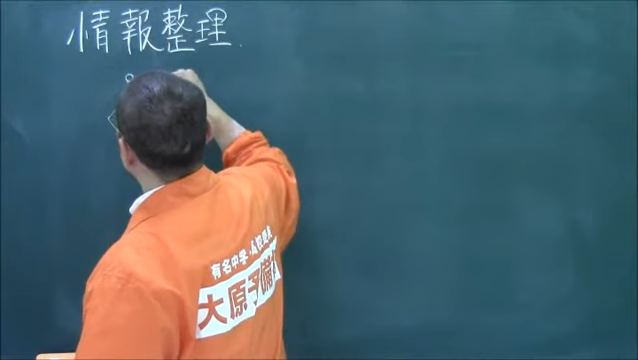 情報整理
有名中学・高校受験
大原予備校